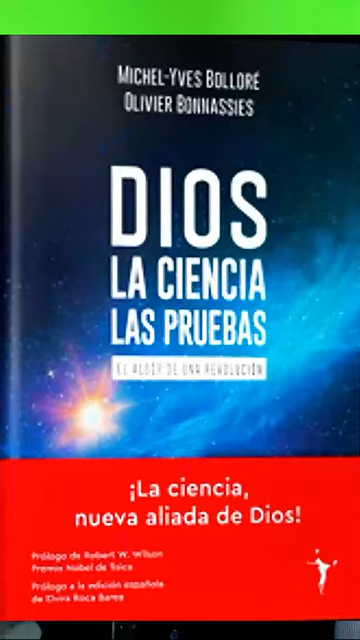 MICHEL-YVES BOLLORÉ
OLIVIER BONNASSIES
DIOS
LA CIENCIA
LAS PRUEBAS
EL ALBOR DE UNA REVOLUCIÓN
¡La ciencia,
nueva aliada de Dios!
Prólogo de Robert W. Wilson
Premio Nobel de física
Prólogo a la edición española
de Elvira Roca Barea